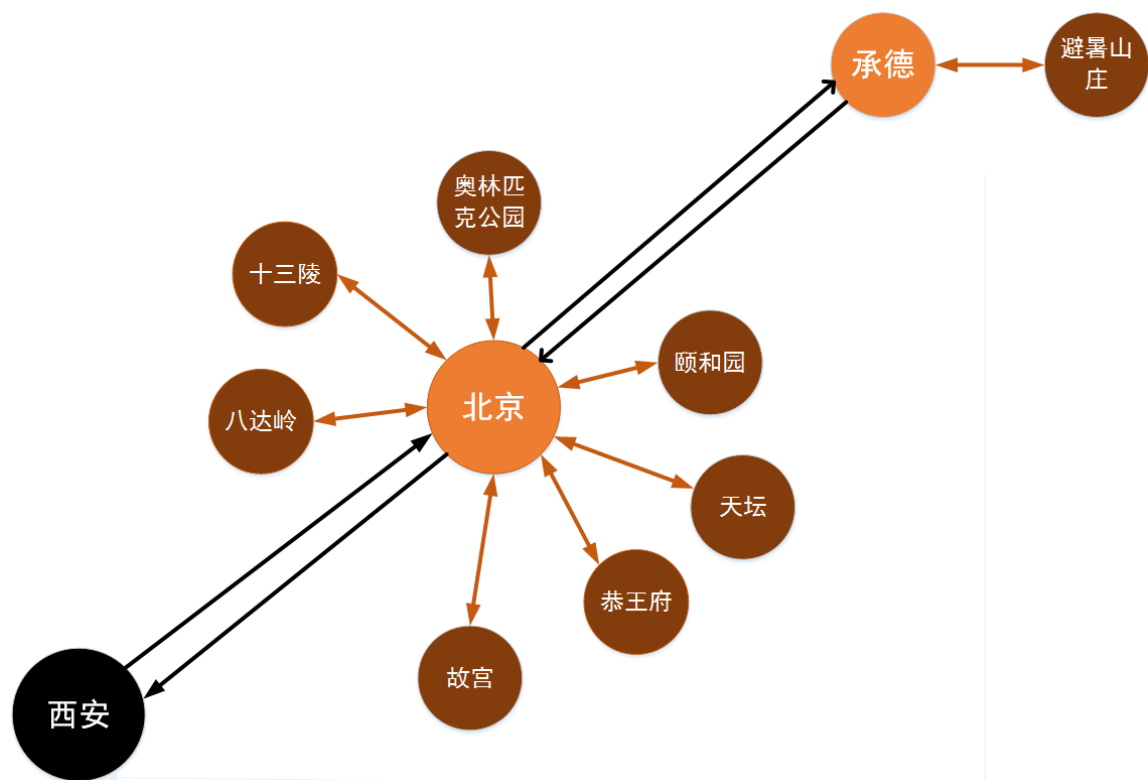 承德
避暑山
庄
奥林匹
克公园
十三陵
颐和园
北京
八达岭
天坛
恭王府
故宫
西安